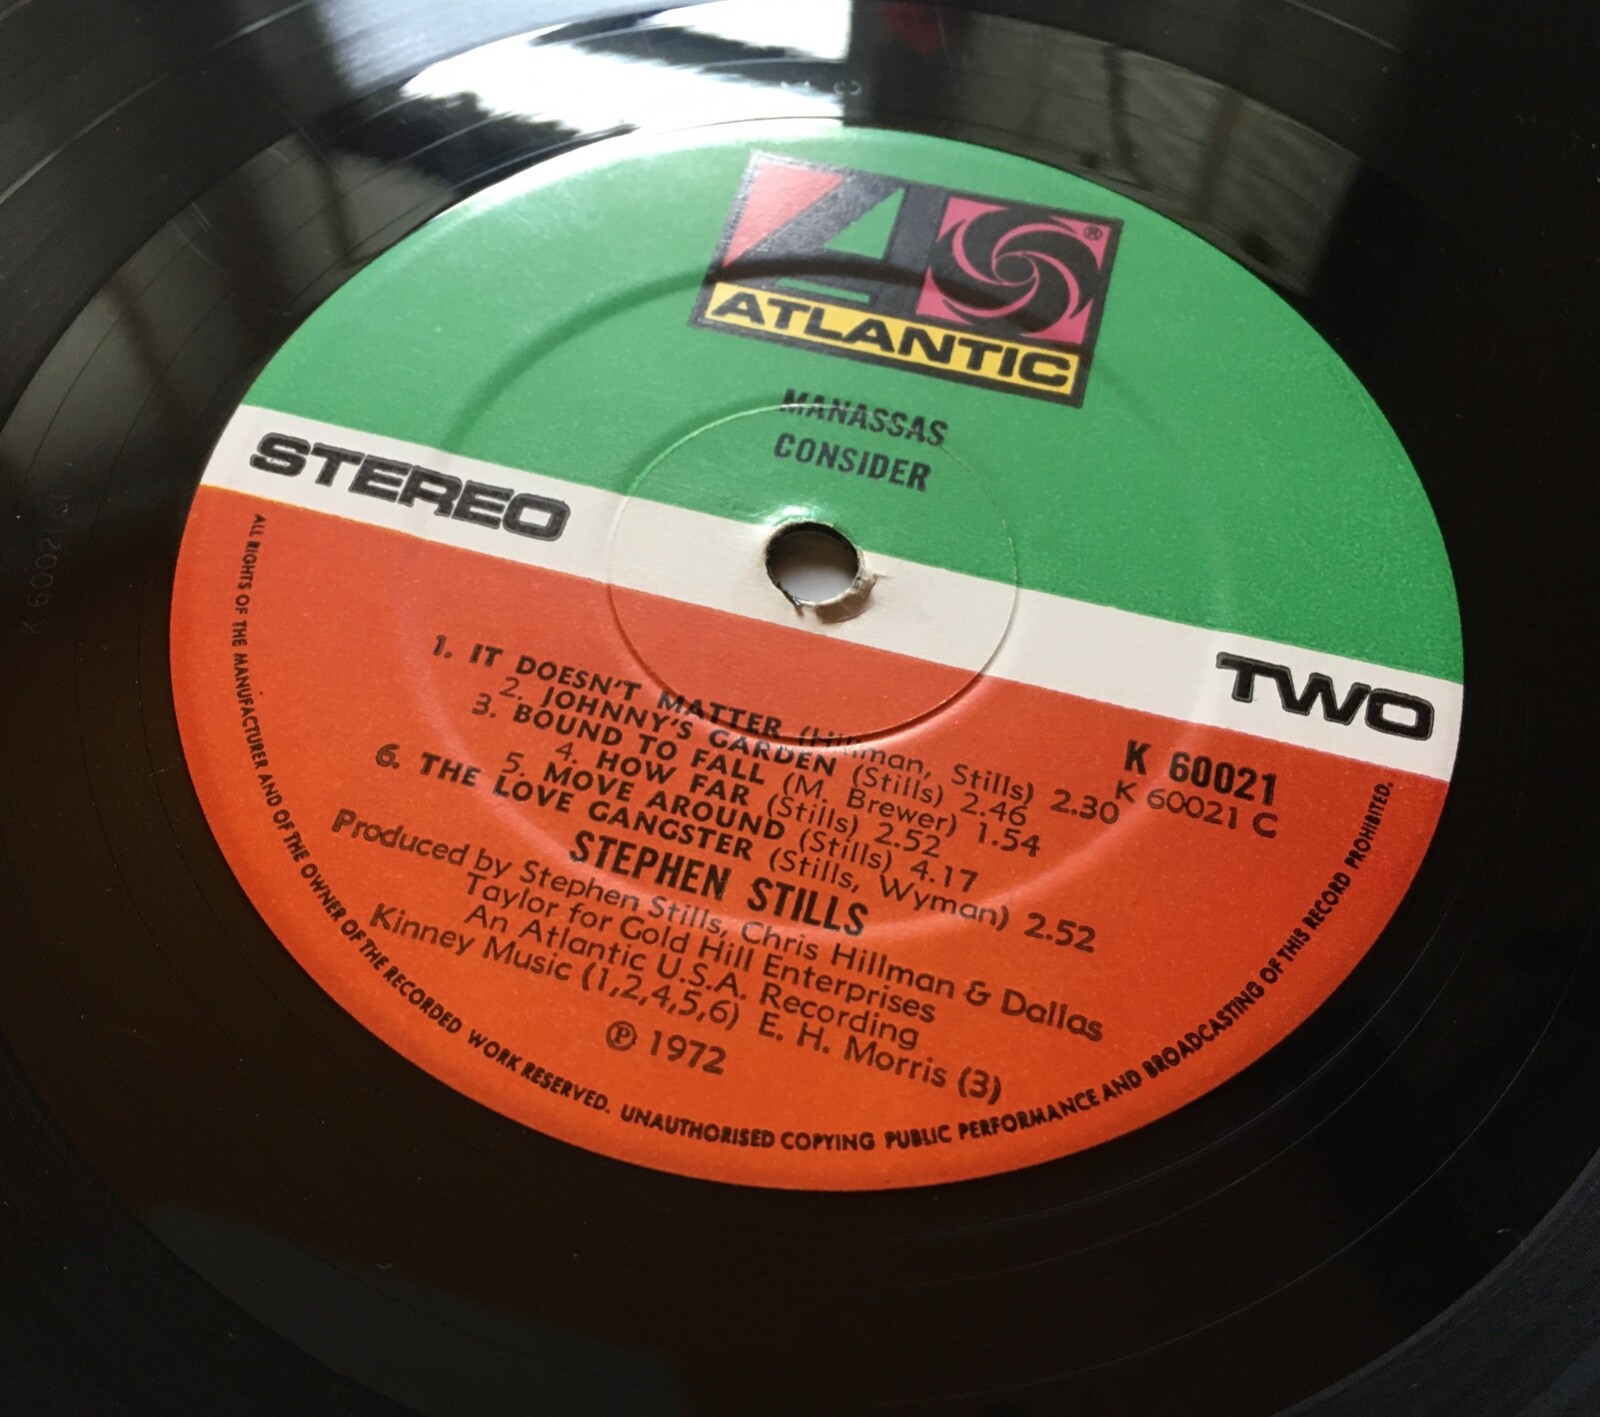 ATLANTIC
®
MANASSAS
CONSIDER
STEREO
TWO
K 60021
K 60021 C
1. IT DOESN'T MATTER (Hillman, Stills) 2.30
2. JOHNNY'S GARDEN (Stills) 2.46
3. BOUND TO FALL (M. Brewer) 1.54
4. HOW FAR (Stills) 2.52
5. MOVE AROUND (Stills) 4.17
6. THE LOVE GANGSTER (Stills, Wyman) 2.52
STEPHEN STILLS
Produced by Stephen Stills, Chris Hillman & Dallas
Taylor for Gold Hill Enterprises
An Atlantic U.S.A. Recording
Kinney Music (1,2,4,5,6) E. H. Morris (3)
℗ 1972
ALL RIGHTS OF THE MANUFACTURER AND OF THE OWNER OF THE RECORDED WORK RESERVED. UNAUTHORISED COPYING PUBLIC PERFORMANCE AND BROADCASTING OF THIS RECORD PROHIBITED.
K 60021